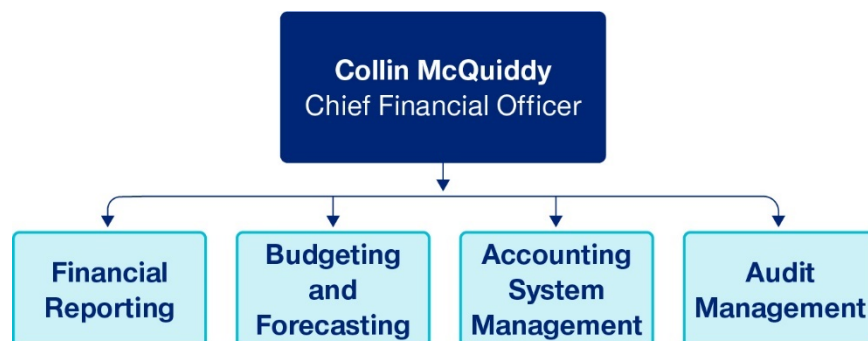 Collin McQuiddy
Chief Financial Officer
Financial
Reporting
Budgeting
and
Forecasting
Accounting
System
Management
Audit
Management